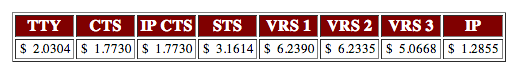 TTY CTS IP CTS STS VRS 1 VRS 2 VRS 3 IP
$ 2.0304 $ 1.7730 $ 1.7730 $ 3.1614 $ 6.2390 $ 6.2335 $ 5.0668 $ 1.2855